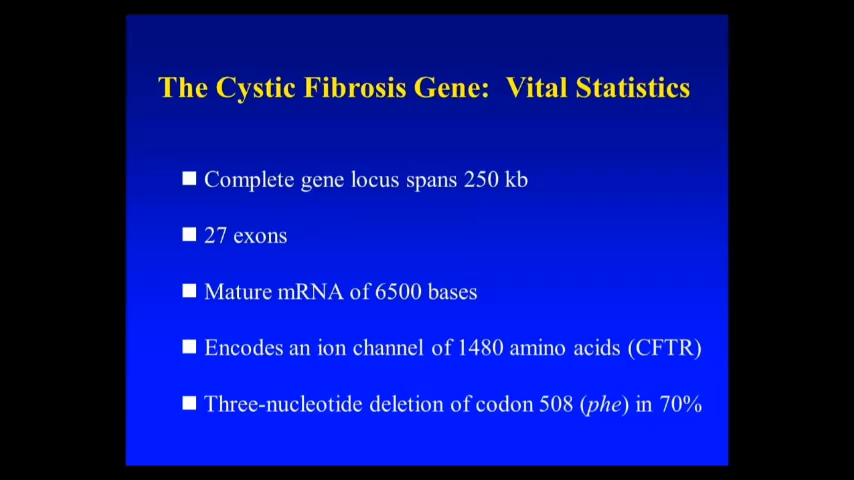 The Cystic Fibrosis Gene: Vital Statistics
Complete gene locus spans 250 kb
27 exons
Mature mRNA of 6500 bases
Encodes an ion channel of 1480 amino acids (CFTR)
Three-nucleotide deletion of codon 508 (phe) in 70%